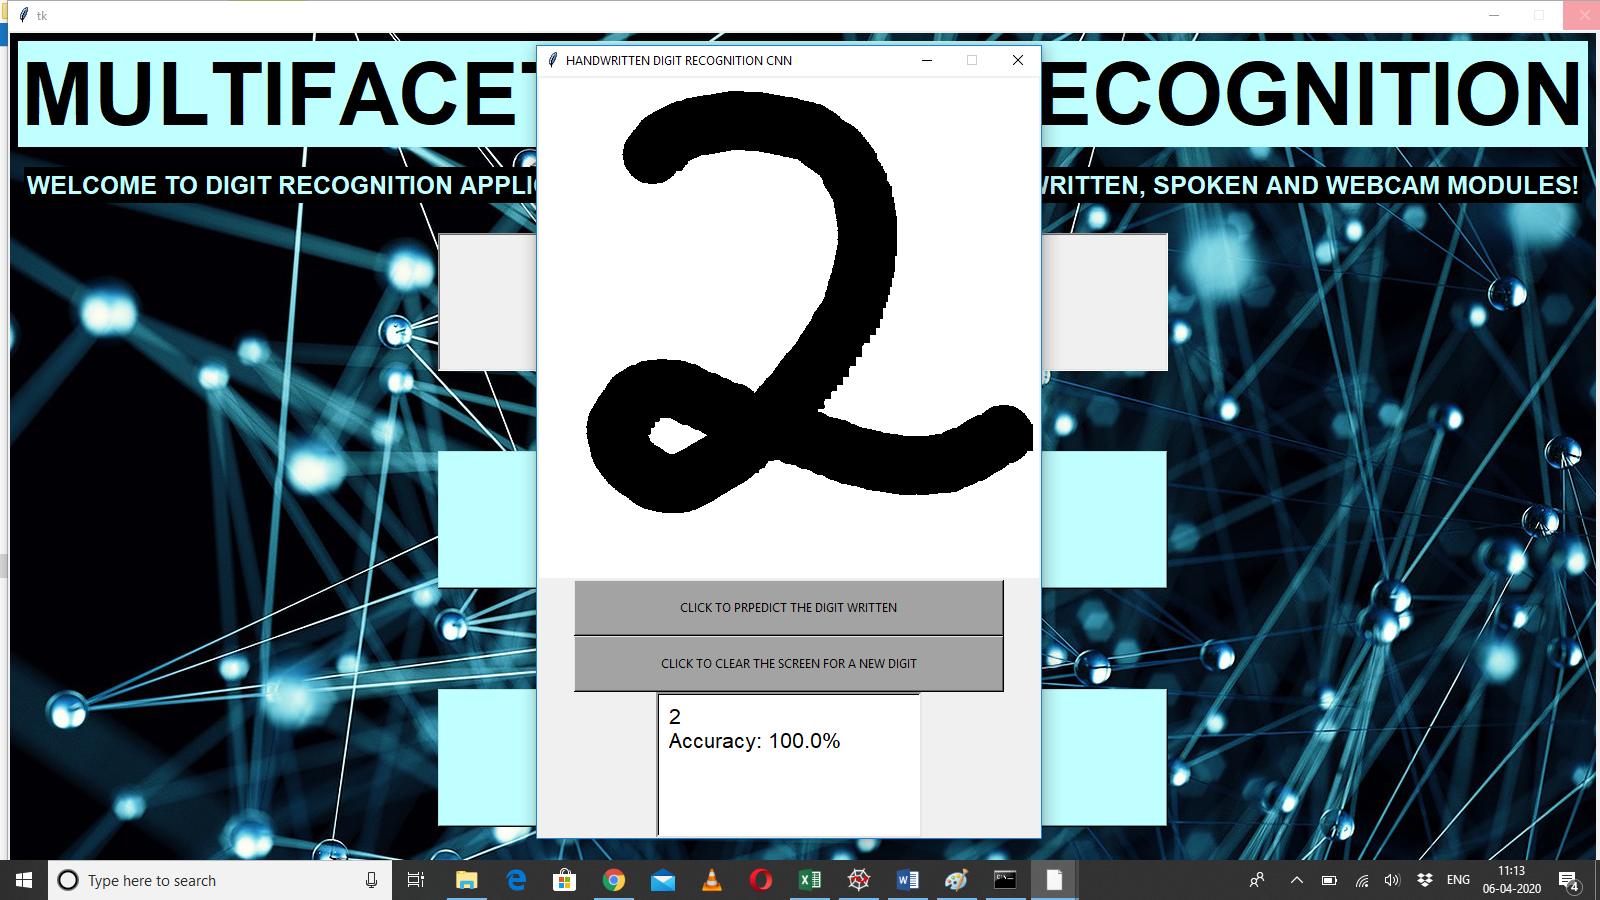 tk
HANDWRITTEN DIGIT RECOGNITION CNN
MULTIFACET
ECOGNITION
WELCOME TO DIGIT RECOGNITION APPLI
WRITTEN, SPOKEN AND WEBCAM MODULES!
2
CLICK TO PRPEDICT THE DIGIT WRITTEN
CLICK TO CLEAR THE SCREEN FOR A NEW DIGIT
2
Accuracy: 100.0%
Type here to search
ENG
11:13
06-04-2020
4